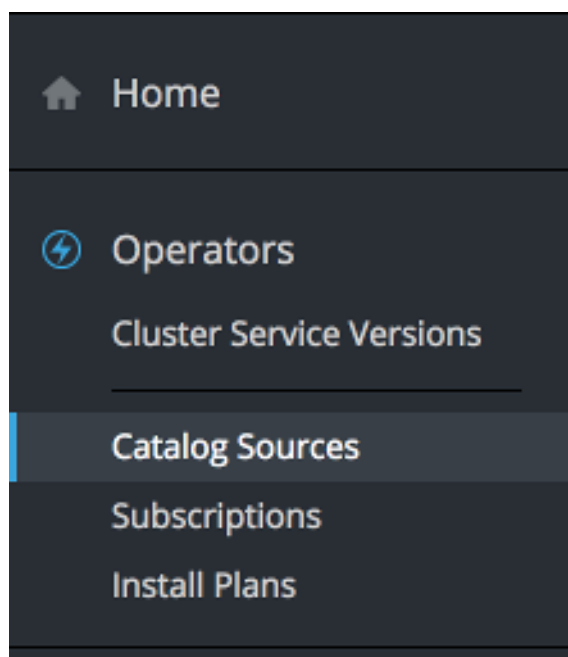 Home
Operators
Cluster Service Versions
Catalog Sources
Subscriptions
Install Plans